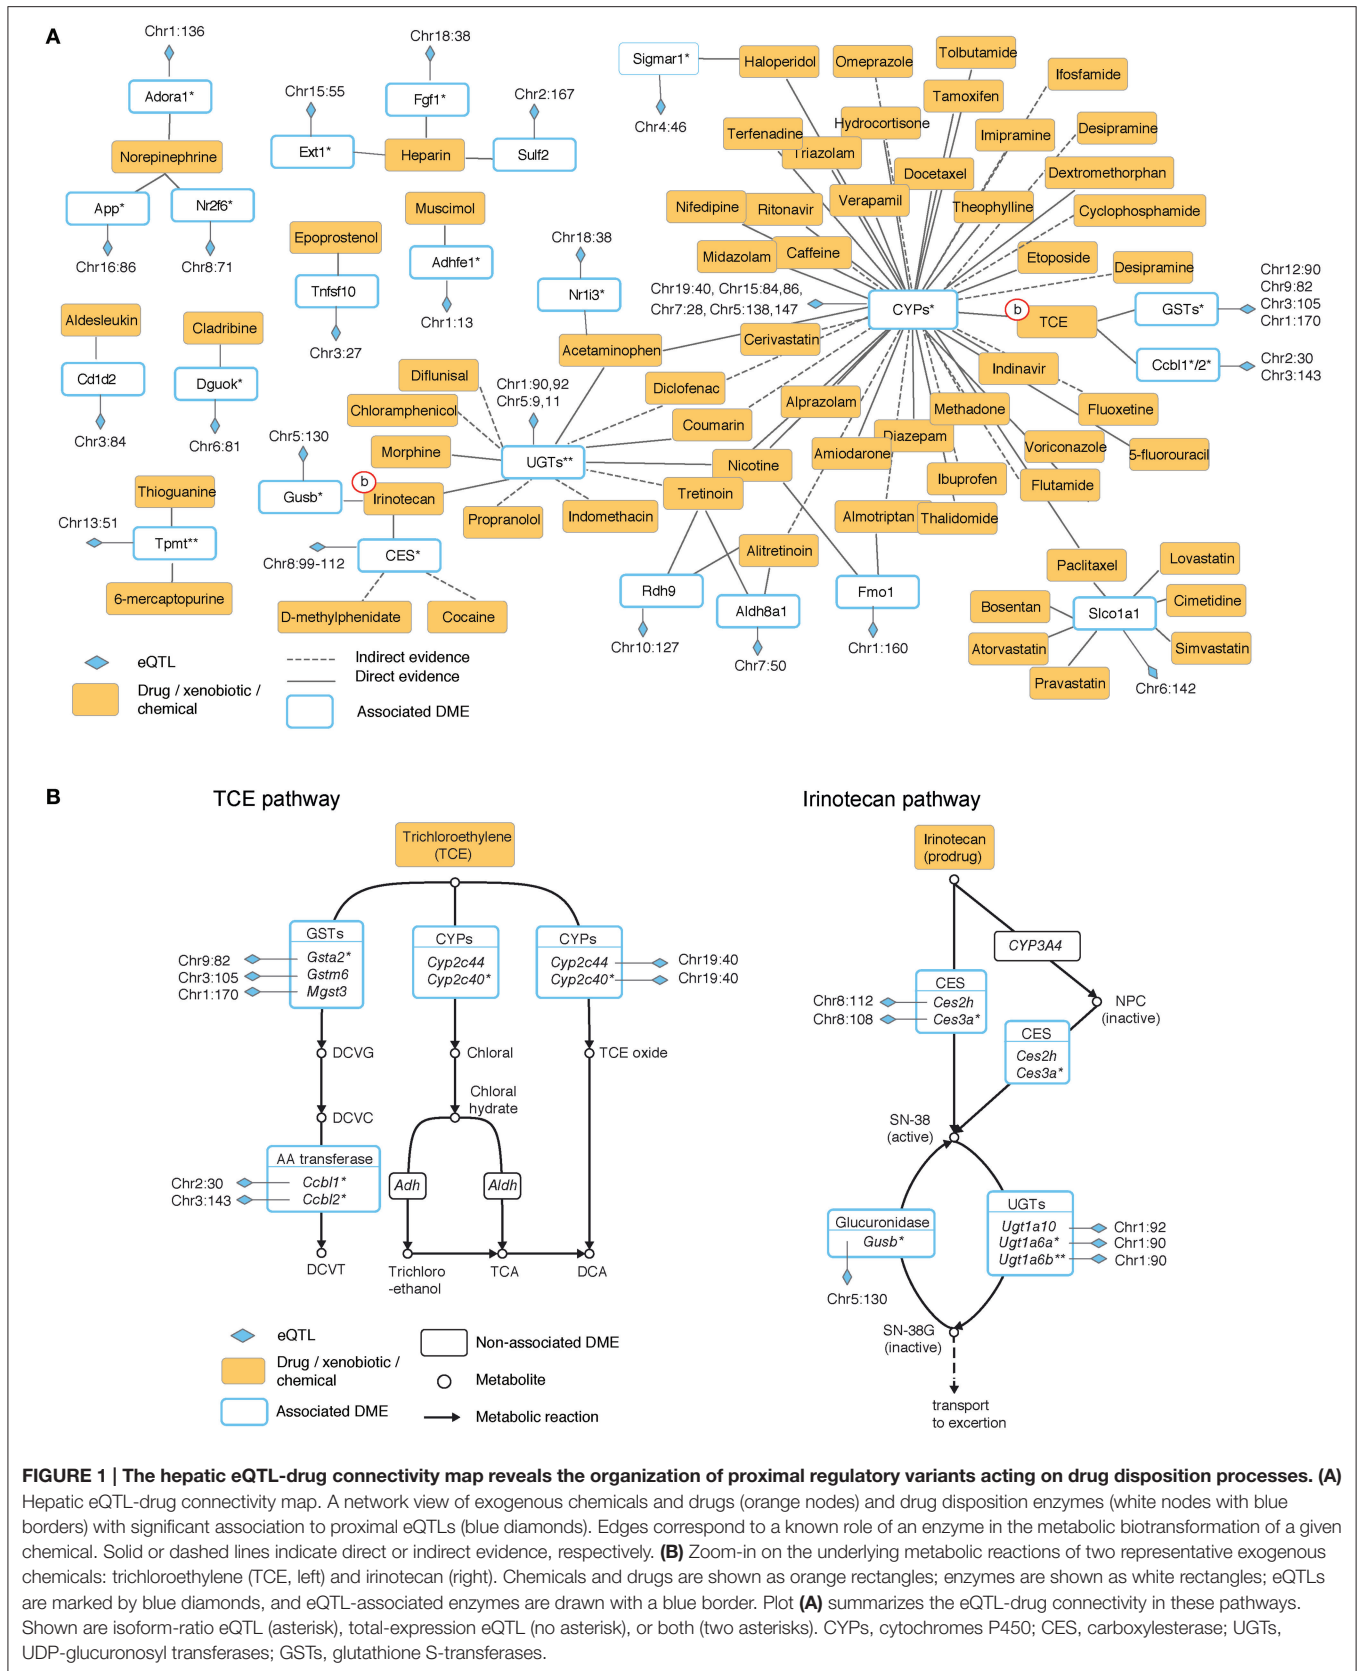 A
Chr1:136
Adora1*
Norepinephrine
App*
Nr2f6*
Chr16:86
Chr8:71
Chr18:38
Chr15:55
Fgf1*
Chr2:167
Ext1*
Heparin
Sulf2
Muscimol
Epoprostenol
Adhfe1*
Tnfsf10
Chr1:13
Chr3:27
Chr18:38
Nr1i3*
Acetaminophen
Aldesleukin
Cd1d2
Chr3:84
Cladribine
Dguok*
Chr6:81
Thioguanine
Chr13:51
Tpmt**
6-mercaptopurine
Diflunisal
Chloramphenicol
Morphine
Chr1:90,92
Chr5:9,11
UGTs**
Chr5:130
b
Gusb*
Irinotecan
Propranolol
Indomethacin
Chr8:99-112
CES*
D-methylphenidate
Cocaine
Sigmar1*
Chr4:46
Haloperidol
Omeprazole
Tolbutamide
Ifosfamide
Tamoxifen
Terfenadine
Triazolam
Hydrocortisone
Imipramine
Desipramine
Docetaxel
Dextromethorphan
Nifedipine
Ritonavir
Verapamil
Theophylline
Cyclophosphamide
Midazolam
Caffeine
Etoposide
Desipramine
Chr19:40, Chr15:84,86,
Chr7:28, Chr5:138,147
CYPs*
b
TCE
GSTs*
Chr12:90
Chr9:82
Chr3:105
Chr1:170
Ccbl1*/2*
Chr2:30
Chr3:143
Cerivastatin
Diclofenac
Coumarin
Alprazolam
Nicotine
Tretinoin
Amiodarone
Diazepam
Methadone
Indinavir
Fluoxetine
Voriconazole
5-fluorouracil
Ibuprofen
Flutamide
Almotriptan
Thalidomide
Alitretinoin
Rdh9
Chr10:127
Aldh8a1
Chr7:50
Fmo1
Chr1:160
Paclitaxel
Lovastatin
Bosentan
Slco1a1
Cimetidine
Atorvastatin
Simvastatin
Pravastatin
Chr6:142
eQTL
Drug / xenobiotic /
chemical
Indirect evidence
Direct evidence
Associated DME
B
TCE pathway
Trichloroethylene
(TCE)
GSTs
Gsta2*
Gstm6
Mgst3
Chr9:82
Chr3:105
Chr1:170
CYPs
Cyp2c44
Cyp2c40*
CYPs
Cyp2c44
Cyp2c40*
Chr19:40
Chr19:40
DCVG
Chloral
TCE oxide
DCVC
Chloral
hydrate
AA transferase
Ccbl1*
Ccbl2*
Chr2:30
Chr3:143
Adh
Aldh
DCVT
Trichloro
-ethanol
TCA
DCA
Irinotecan pathway
Irinotecan
(prodrug)
CYP3A4
CES
Ces2h
Ces3a*
Chr8:112
Chr8:108
NPC
(inactive)
CES
Ces2h
Ces3a*
SN-38
(active)
Glucuronidase
Gusb*
Chr5:130
UGTs
Ugt1a10
Ugt1a6a*
Ugt1a6b**
Chr1:92
Chr1:90
Chr1:90
SN-38G
(inactive)
transport
to excertion
eQTL
Drug / xenobiotic /
chemical
Associated DME
Non-associated DME
Metabolite
Metabolic reaction
FIGURE 1 | The hepatic eQTL-drug connectivity map reveals the organization of proximal regulatory variants acting on drug disposition processes. (A)
Hepatic eQTL-drug connectivity map. A network view of exogenous chemicals and drugs (orange nodes) and drug disposition enzymes (white nodes with blue
borders) with significant association to proximal eQTLs (blue diamonds). Edges correspond to a known role of an enzyme in the metabolic biotransformation of a given
chemical. Solid or dashed lines indicate direct or indirect evidence, respectively. (B) Zoom-in on the underlying metabolic reactions of two representative exogenous
chemicals: trichloroethylene (TCE, left) and irinotecan (right). Chemicals and drugs are shown as orange rectangles; enzymes are shown as white rectangles; eQTLs
are marked by blue diamonds, and eQTL-associated enzymes are drawn with a blue border. Plot (A) summarizes the eQTL-drug connectivity in these pathways.
Shown are isoform-ratio eQTL (asterisk), total-expression eQTL (no asterisk), or both (two asterisks). CYPs, cytochromes P450; CES, carboxylesterase; UGTs,
UDP-glucuronosyl transferases; GSTs, glutathione S-transferases.